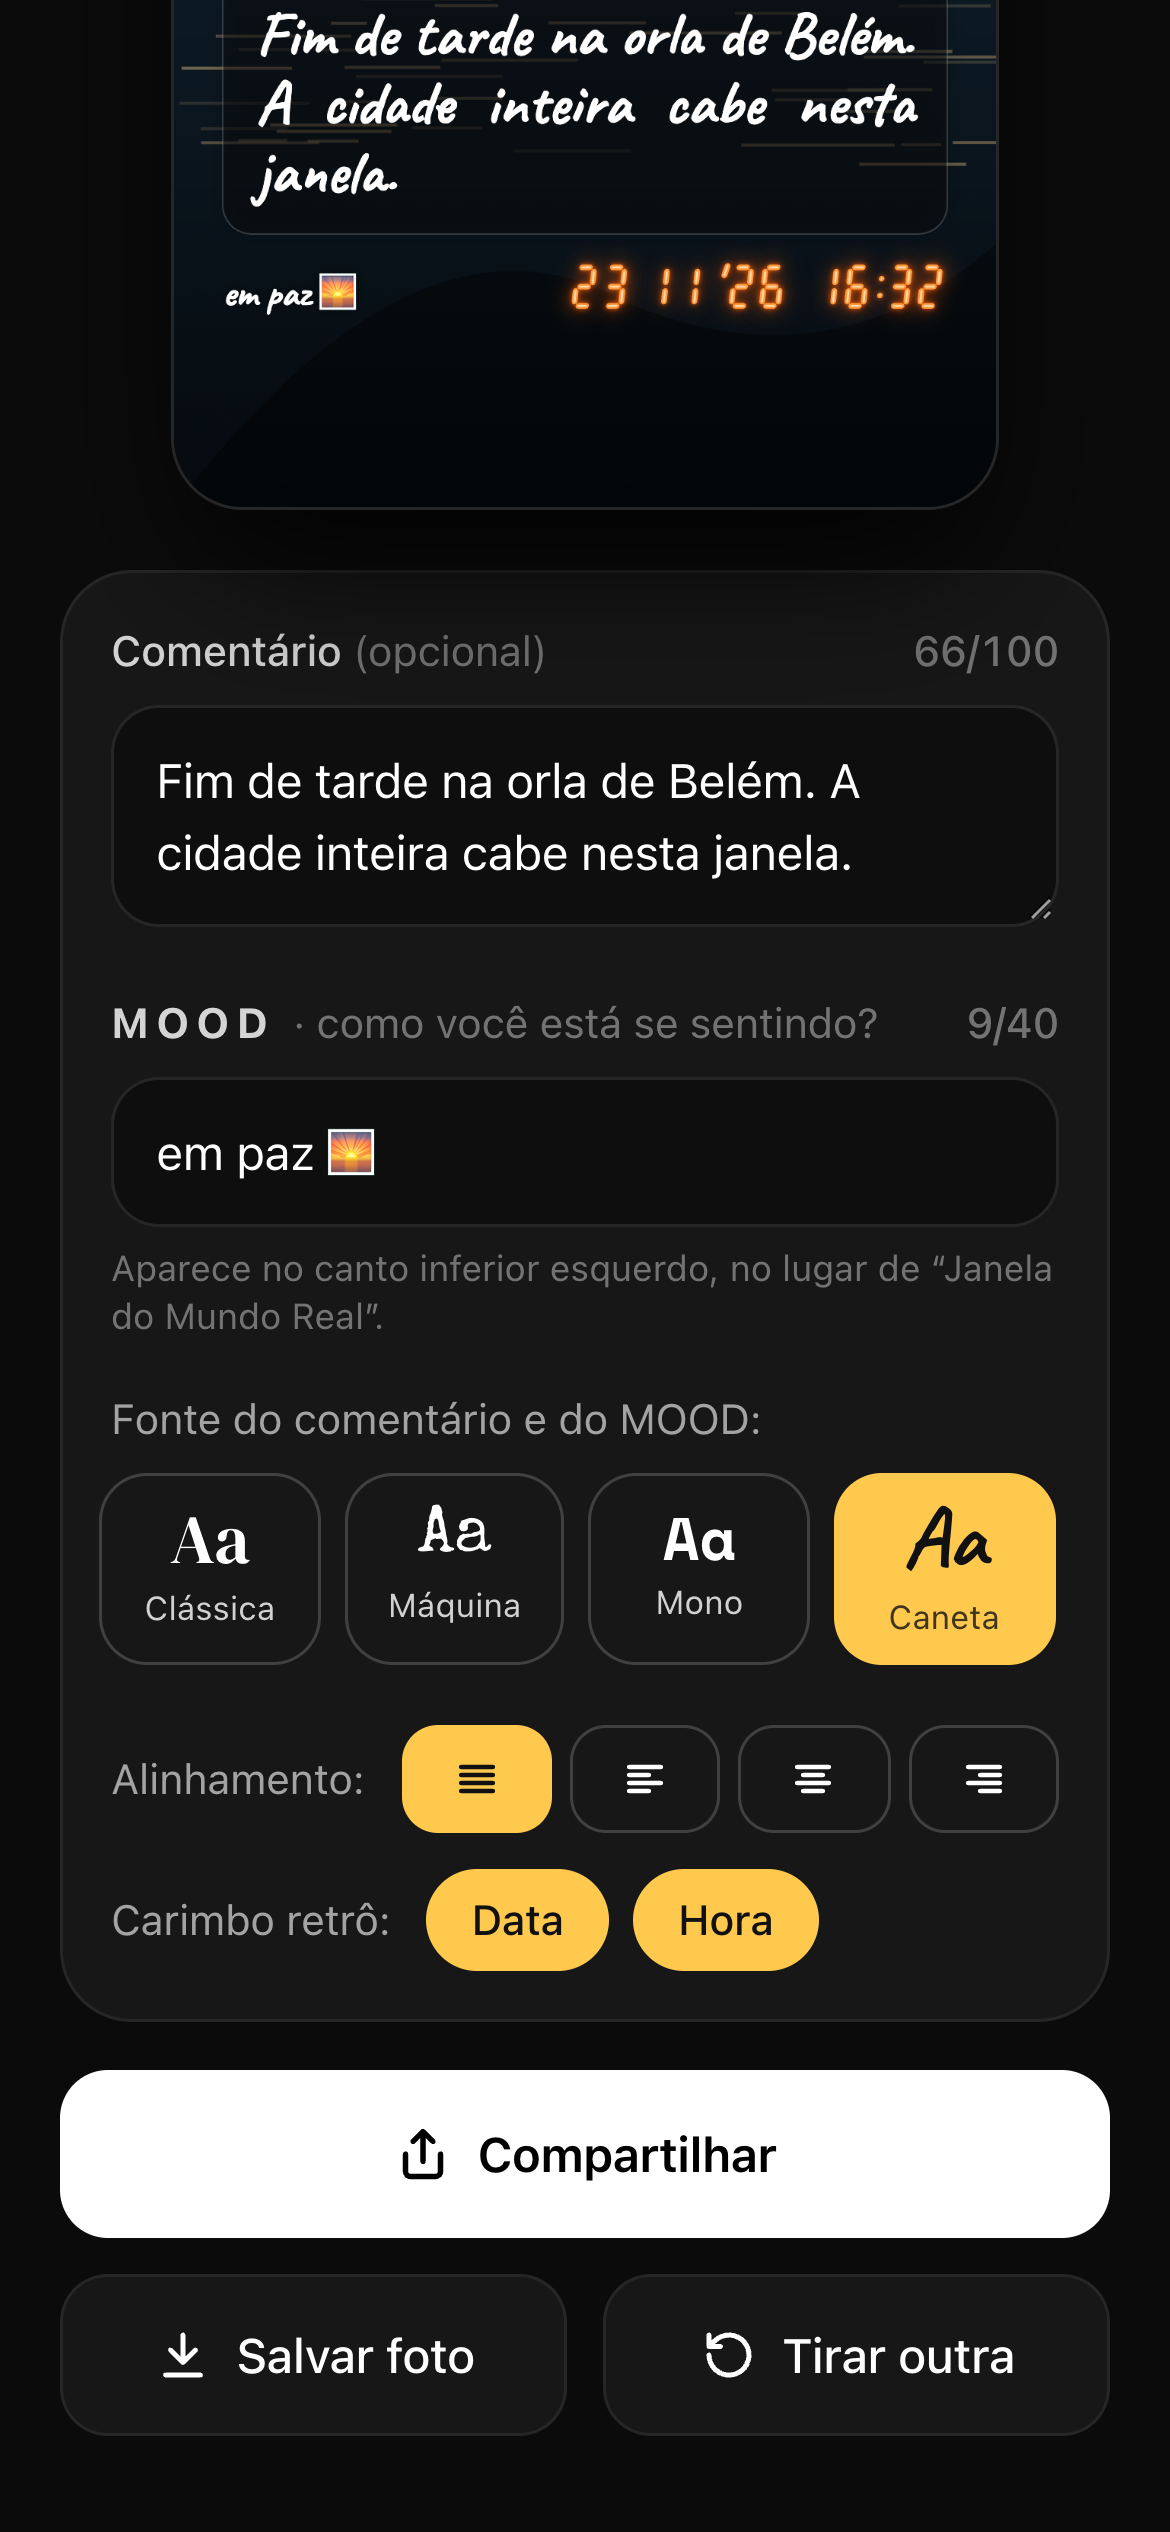 Fim de tarde na orla de Belém.
A cidade inteira cabe nesta
janela.
em paz 🌅 23 11 '26 16:32
Comentário (opcional) 66/100
Fim de tarde na orla de Belém. A
cidade inteira cabe nesta janela.
MOOD · como você está se sentindo? 9/40
em paz 🌅
Aparece no canto inferior esquerdo, no lugar de “Janela
do Mundo Real”.
Fonte do comentário e do MOOD:
Aa Aa Aa Aa
Clássica Máquina Mono Caneta
Alinhamento:
Carimbo retrô: Data Hora
Compartilhar
Salvar foto Tirar outra